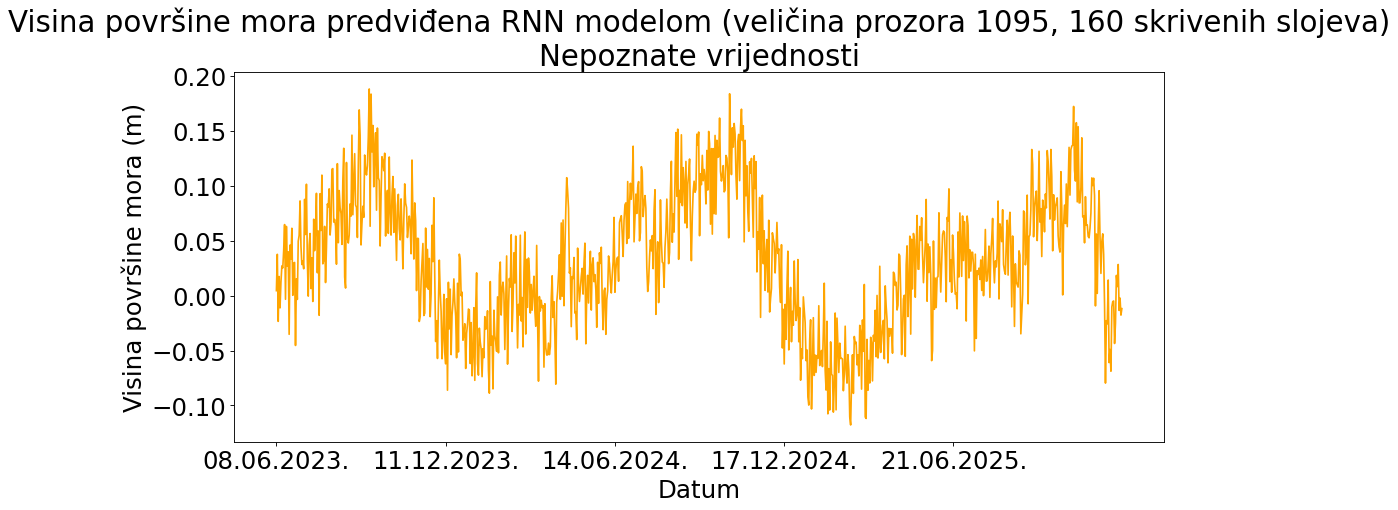 Visina površine mora predviđena RNN modelom (veličina prozora 1095, 160 skrivenih slojeva)
Nepoznate vrijednosti
Visina površine mora (m)
0.20
0.15
0.10
0.05
0.00
−0.05
−0.10
08.06.2023. 11.12.2023. 14.06.2024. 17.12.2024. 21.06.2025.
Datum